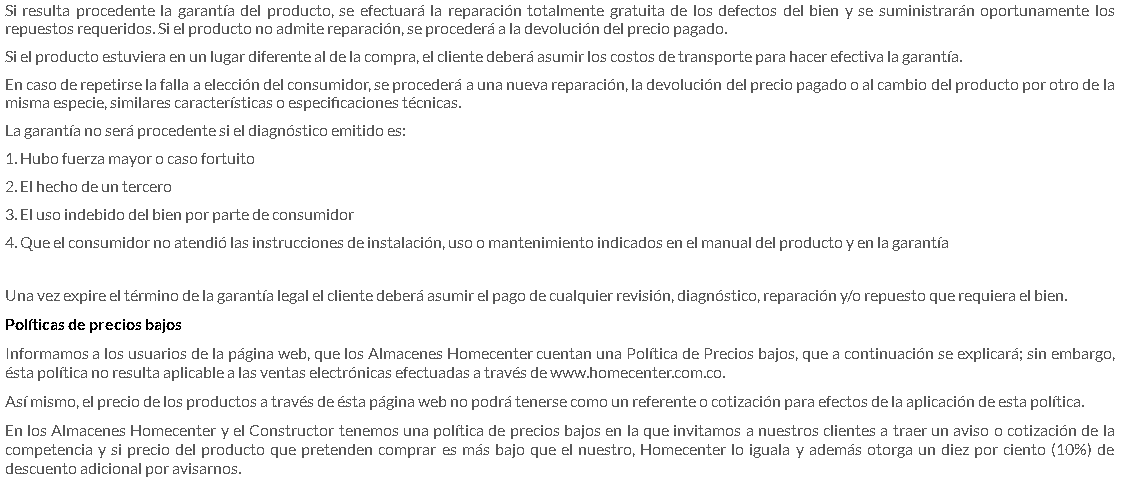 Si resulta procedente la garantía del producto, se efectuará la reparación totalmente gratuita de los defectos del bien y se suministrarán oportunamente los
repuestos requeridos. Si el producto no admite reparación, se procederá a la devolución del precio pagado.
Si el producto estuviera en un lugar diferente al de la compra, el cliente deberá asumir los costos de transporte para hacer efectiva la garantía.
En caso de repetirse la falla a elección del consumidor, se procederá a una nueva reparación, la devolución del precio pagado o al cambio del producto por otro de la
misma especie, similares características o especificaciones técnicas.
La garantía no será procedente si el diagnóstico emitido es:
1. Hubo fuerza mayor o caso fortuito
2. El hecho de un tercero
3. El uso indebido del bien por parte de consumidor
4. Que el consumidor no atendió las instrucciones de instalación, uso o mantenimiento indicados en el manual del producto y en la garantía
Una vez expire el término de la garantía legal el cliente deberá asumir el pago de cualquier revisión, diagnóstico, reparación y/o repuesto que requiera el bien.
Políticas de precios bajos
Informamos a los usuarios de la página web, que los Almacenes Homecenter cuentan una Política de Precios bajos, que a continuación se explicará; sin embargo,
ésta política no resulta aplicable a las ventas electrónicas efectuadas a través de www.homecenter.com.co.
Así mismo, el precio de los productos a través de ésta página web no podrá tenerse como un referente o cotización para efectos de la aplicación de esta política.
En los Almacenes Homecenter y el Constructor tenemos una política de precios bajos en la que invitamos a nuestros clientes a traer un aviso o cotización de la
competencia y si precio del producto que pretenden comprar es más bajo que el nuestro, Homecenter lo iguala y además otorga un diez por ciento (10%) de
descuento adicional por avisarnos.